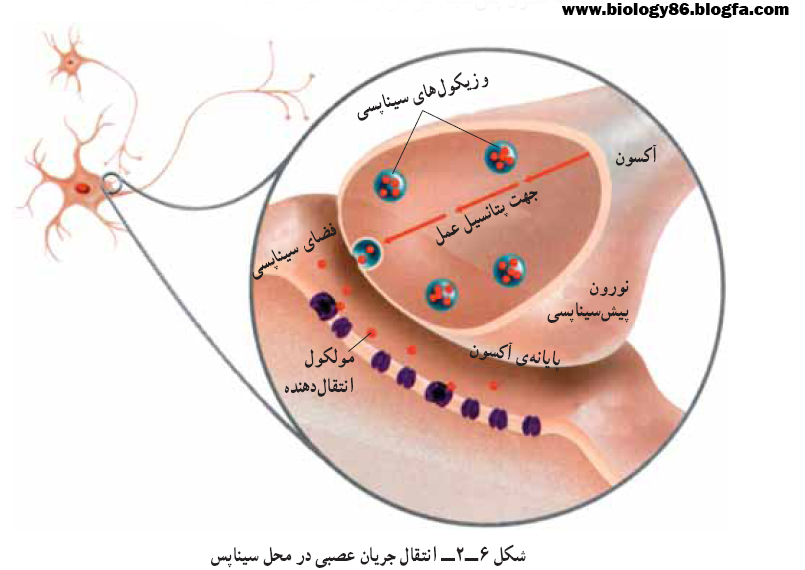 www.biology86.blogfa.com
وزیکول‌های سیناپسی
آکسون
جهت پتانسیل عمل
فضای سیناپسی
نورون
پیش‌سیناپسی
پایانه‌ی آکسون
مولکول
انتقال‌دهنده
شکل ۶ــ۲ــ انتقال جریان عصبی در محل سیناپس